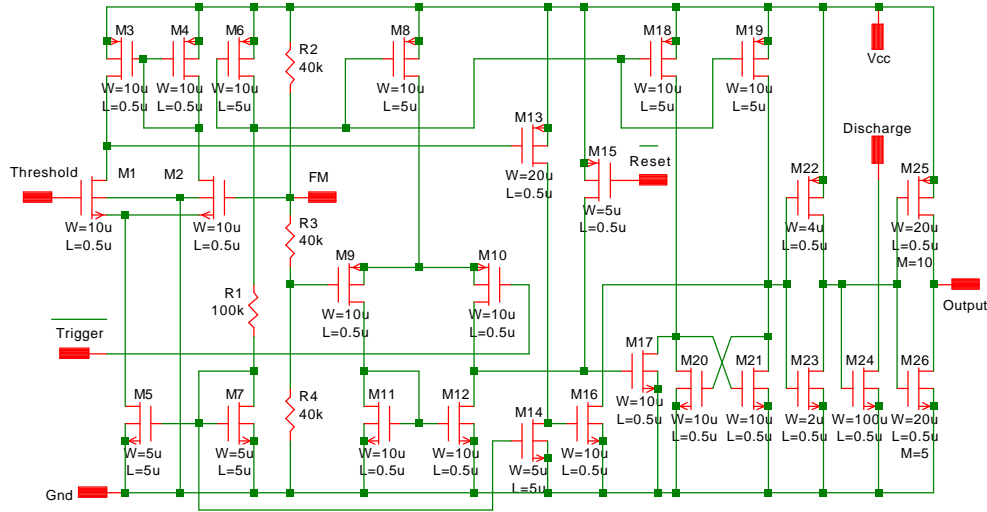 M3
W=10u
L=0.5u
M4
W=10u
L=0.5u
M6
W=10u
L=5u
R2
40k
M8
W=10u
L=5u
M18
W=10u
L=5u
M19
W=10u
L=5u
Vcc
M13
W=20u
L=0.5u
M15
W=5u
L=0.5u
Reset
Discharge
Threshold
M1
W=10u
L=0.5u
M2
W=10u
L=0.5u
FM
R3
40k
M22
W=4u
L=0.5u
M25
W=20u
L=0.5u
M=10
Output
R1
100k
M9
W=10u
L=0.5u
M10
W=10u
L=0.5u
Trigger
M17
W=10u
L=0.5u
M20
W=10u
L=0.5u
M21
W=10u
L=0.5u
M23
W=2u
L=0.5u
M24
W=100u
L=0.5u
M26
W=20u
L=0.5u
M=5
M5
W=5u
L=5u
M7
W=5u
L=5u
R4
40k
M11
W=10u
L=0.5u
M12
W=10u
L=0.5u
M14
W=5u
L=5u
M16
W=10u
L=0.5u
Gnd